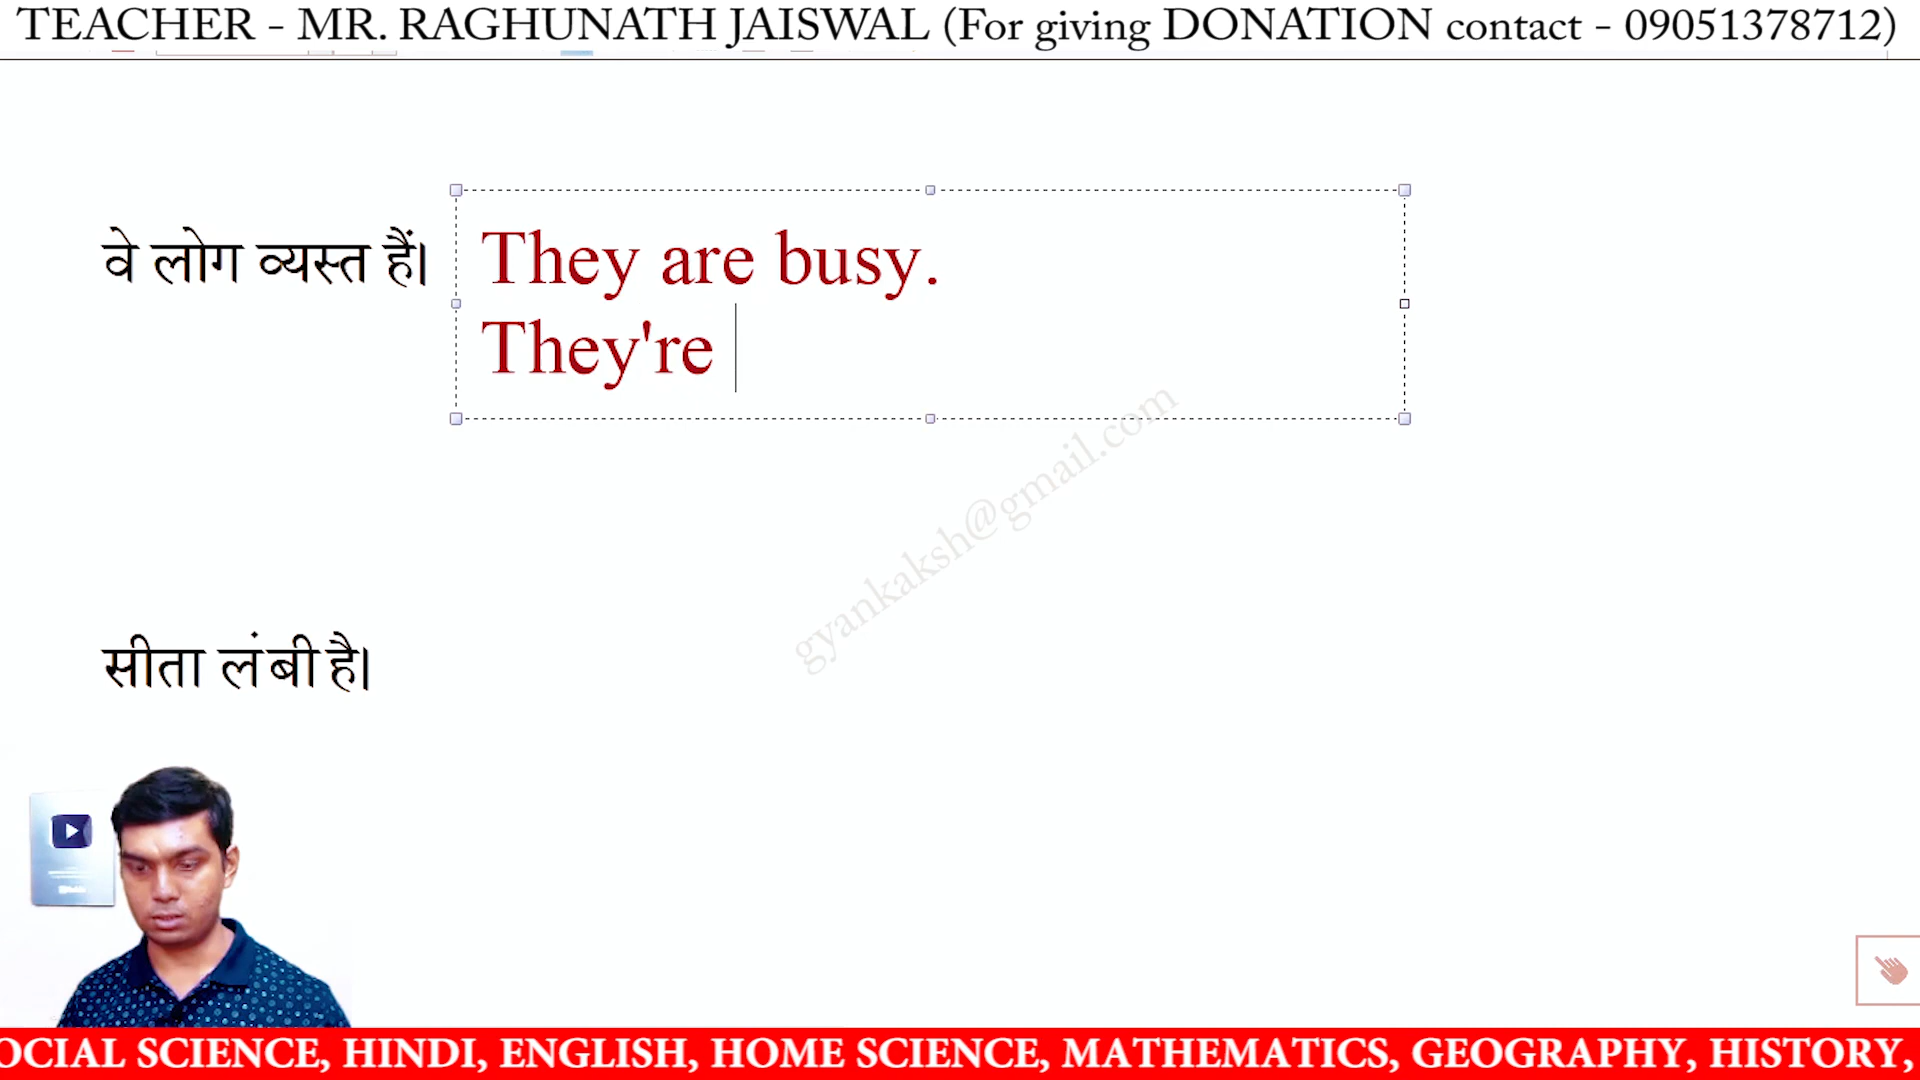 TEACHER - MR. RAGHUNATH JAISWAL (For giving DONATION contact - 09051378712)
वे लोग व्यस्त हैं।
They are busy.
They're
gyankaksh@gmail.com
सीता लंबी है।
OCIAL SCIENCE, HINDI, ENGLISH, HOME SCIENCE, MATHEMATICS, GEOGRAPHY, HISTORY,